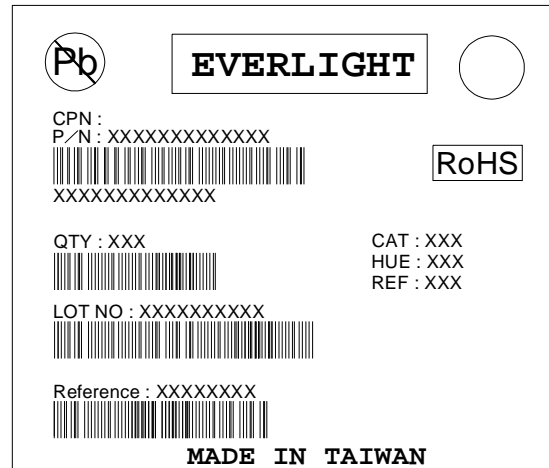 Pb
EVERLIGHT
CPN :
P/N : XXXXXXXXXXXXX
RoHS
XXXXXXXXXXXXX
QTY : XXX
CAT : XXX
HUE : XXX
REF : XXX
LOT NO : XXXXXXXXXX
Reference : XXXXXXXX
MADE IN TAIWAN